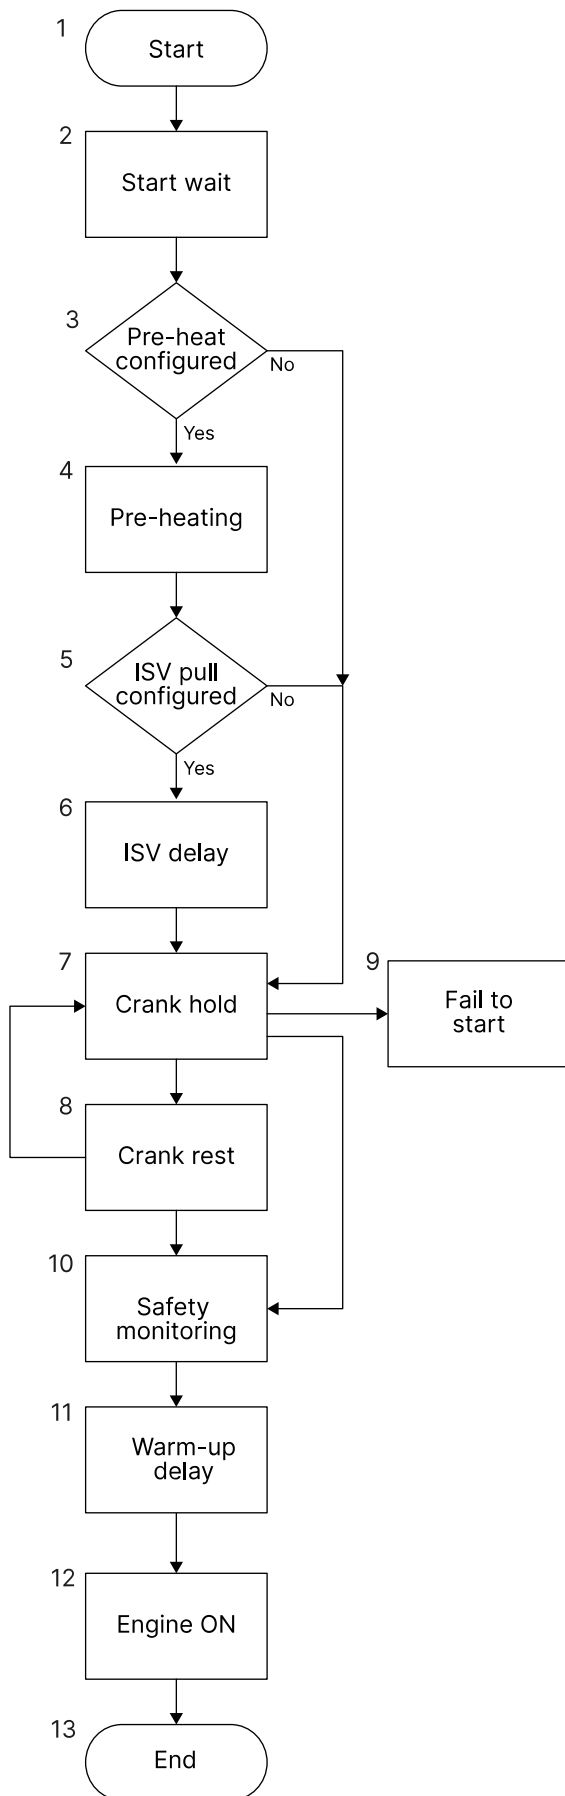 1
Start
2
Start wait
3
Pre-heat
configured
No
Yes
4
Pre-heating
5
ISV pull
configured
No
Yes
6
ISV delay
7
Crank hold
9
Fail to
start
8
Crank rest
10
Safety
monitoring
11
Warm-up
delay
12
Engine ON
13
End